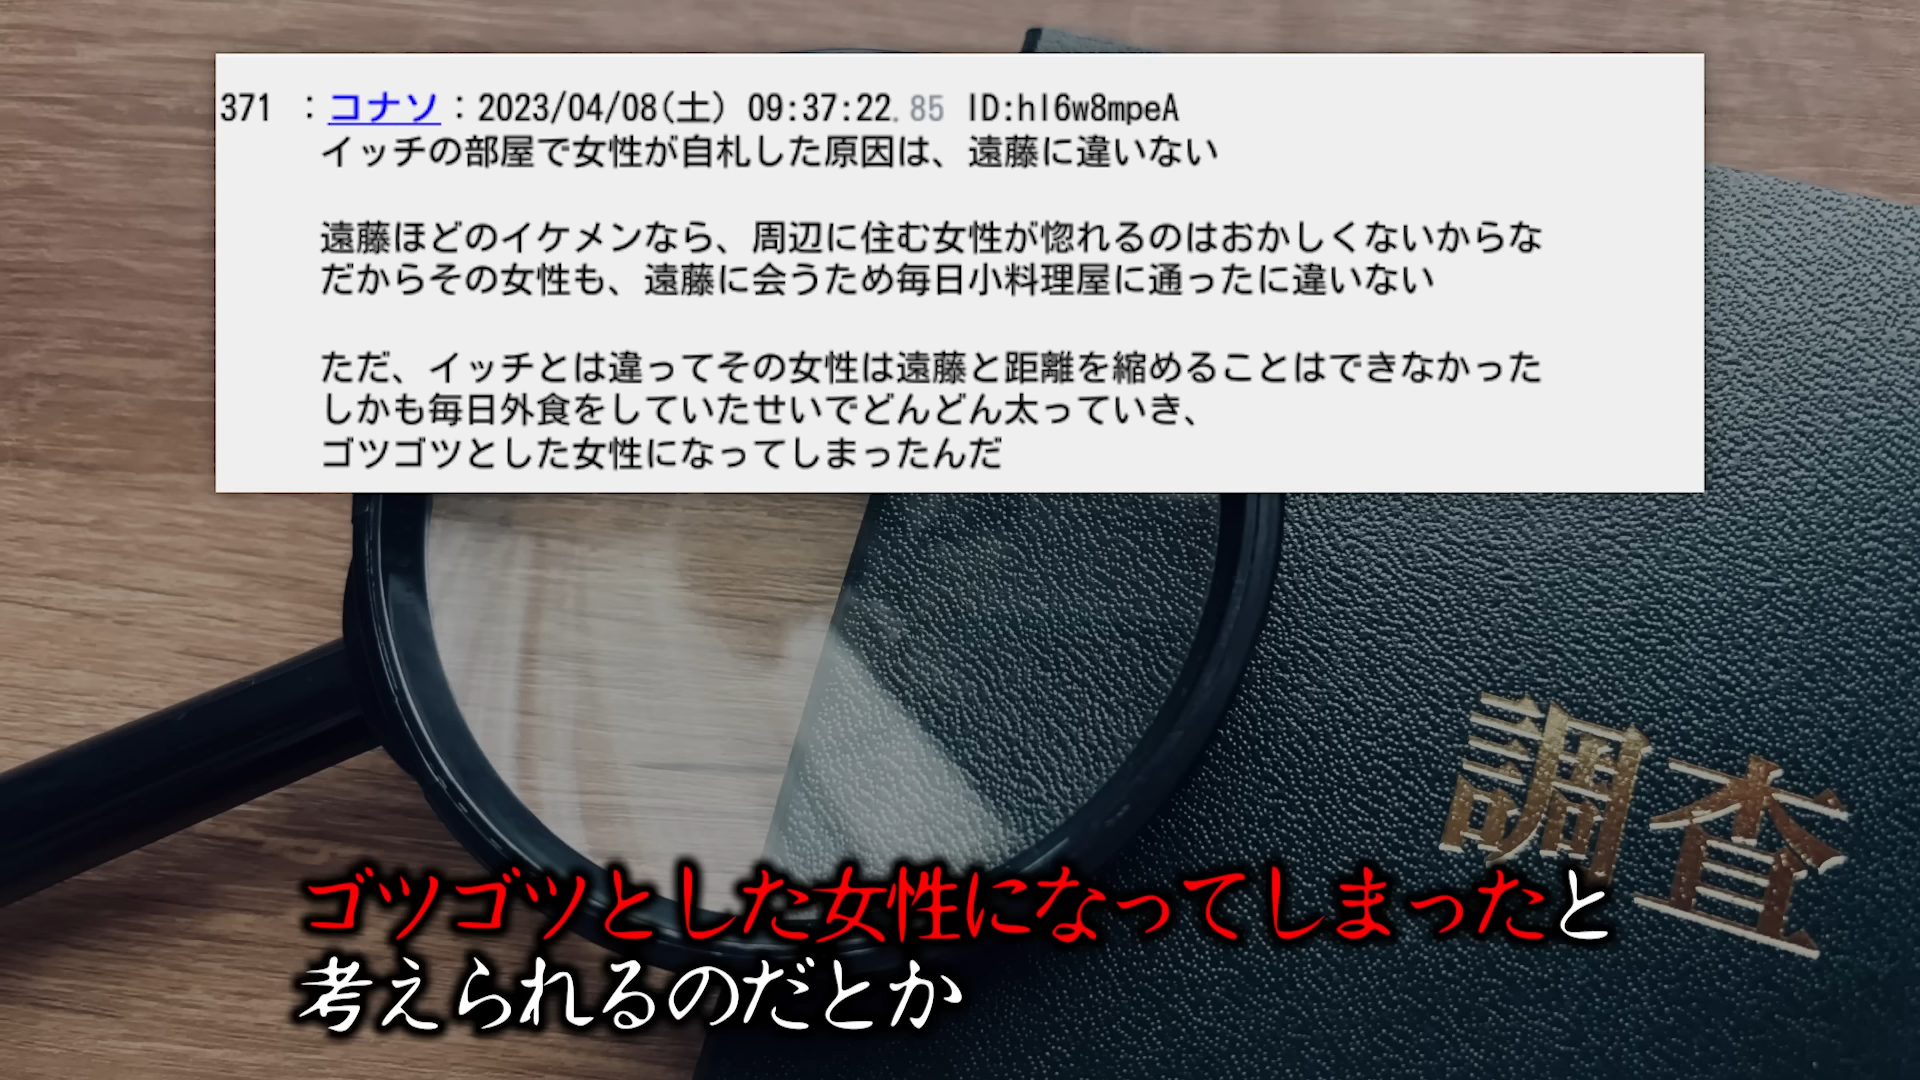 371 ：コナソ：2023/04/08(土) 09:37:22.85 ID:hl6w8mpeA
イッチの部屋で女性が自札した原因は、遠藤に違いない
遠藤ほどのイケメンなら、周辺に住む女性が惚れるのはおかしくないからな
だからその女性も、遠藤に会うため毎日小料理屋に通ったに違いない
ただ、イッチとは違ってその女性は遠藤と距離を縮めることはできなかった
しかも毎日外食をしていたせいでどんどん太っていき、
ゴツゴツとした女性になってしまったんだ
調査
ゴツゴツとした女性になってしまったと
考えられるのだとか